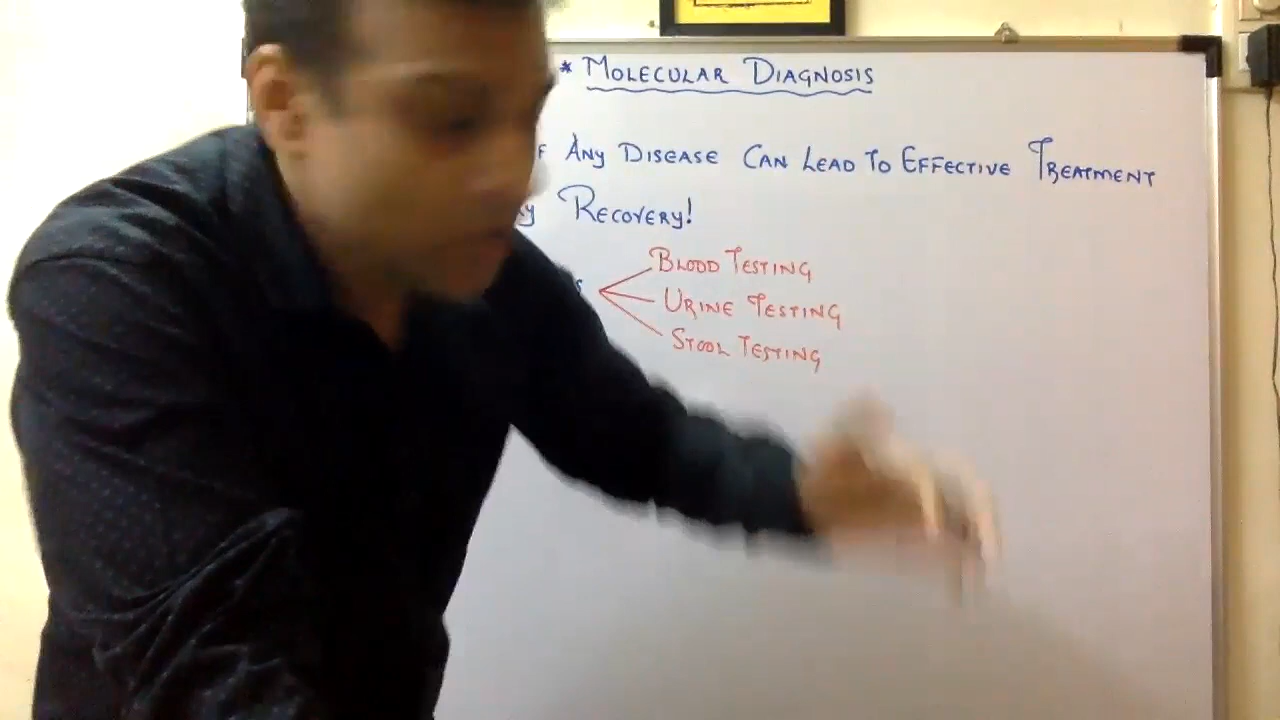 * MOLECULAR DIAGNOSIS
ANY DISEASE CAN LEAD TO EFFECTIVE TREATMENT
RECOVERY!
BLOOD TESTING
URINE TESTING
STOOL TESTING